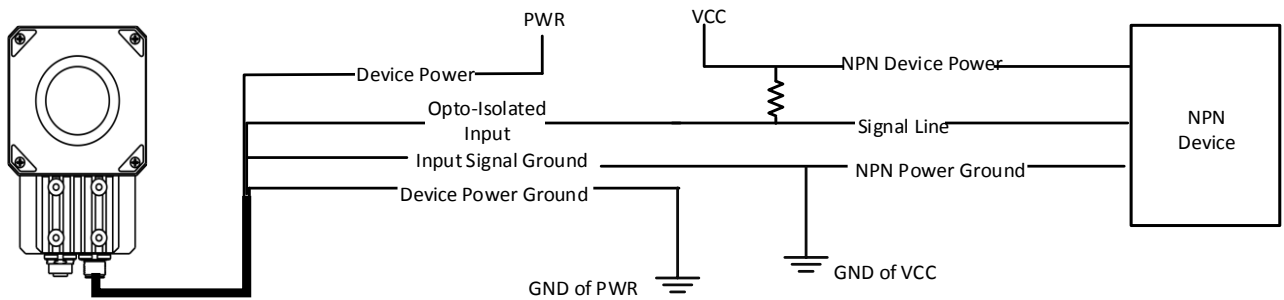 PWR
VCC
Device Power
NPN Device Power
Opto-Isolated
Input
Signal Line
NPN
Device
Input Signal Ground
NPN Power Ground
Device Power Ground
GND of PWR
GND of VCC